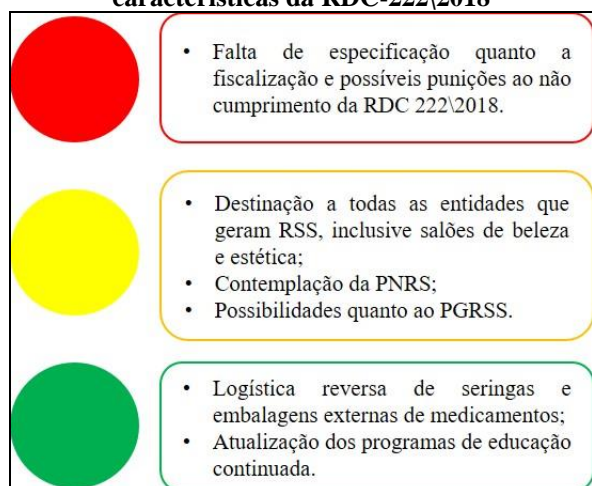 características da RDC-222\2018
• Falta de especificação quanto a
fiscalização e possíveis punições ao não
cumprimento da RDC 222\2018.
• Destinação a todas as entidades que
geram RSS, inclusive salões de beleza
e estética;
• Contemplação da PNRS;
• Possibilidades quanto ao PGRSS.
• Logística reversa de seringas e
embalagens externas de medicamentos;
• Atualização dos programas de educação
continuada.